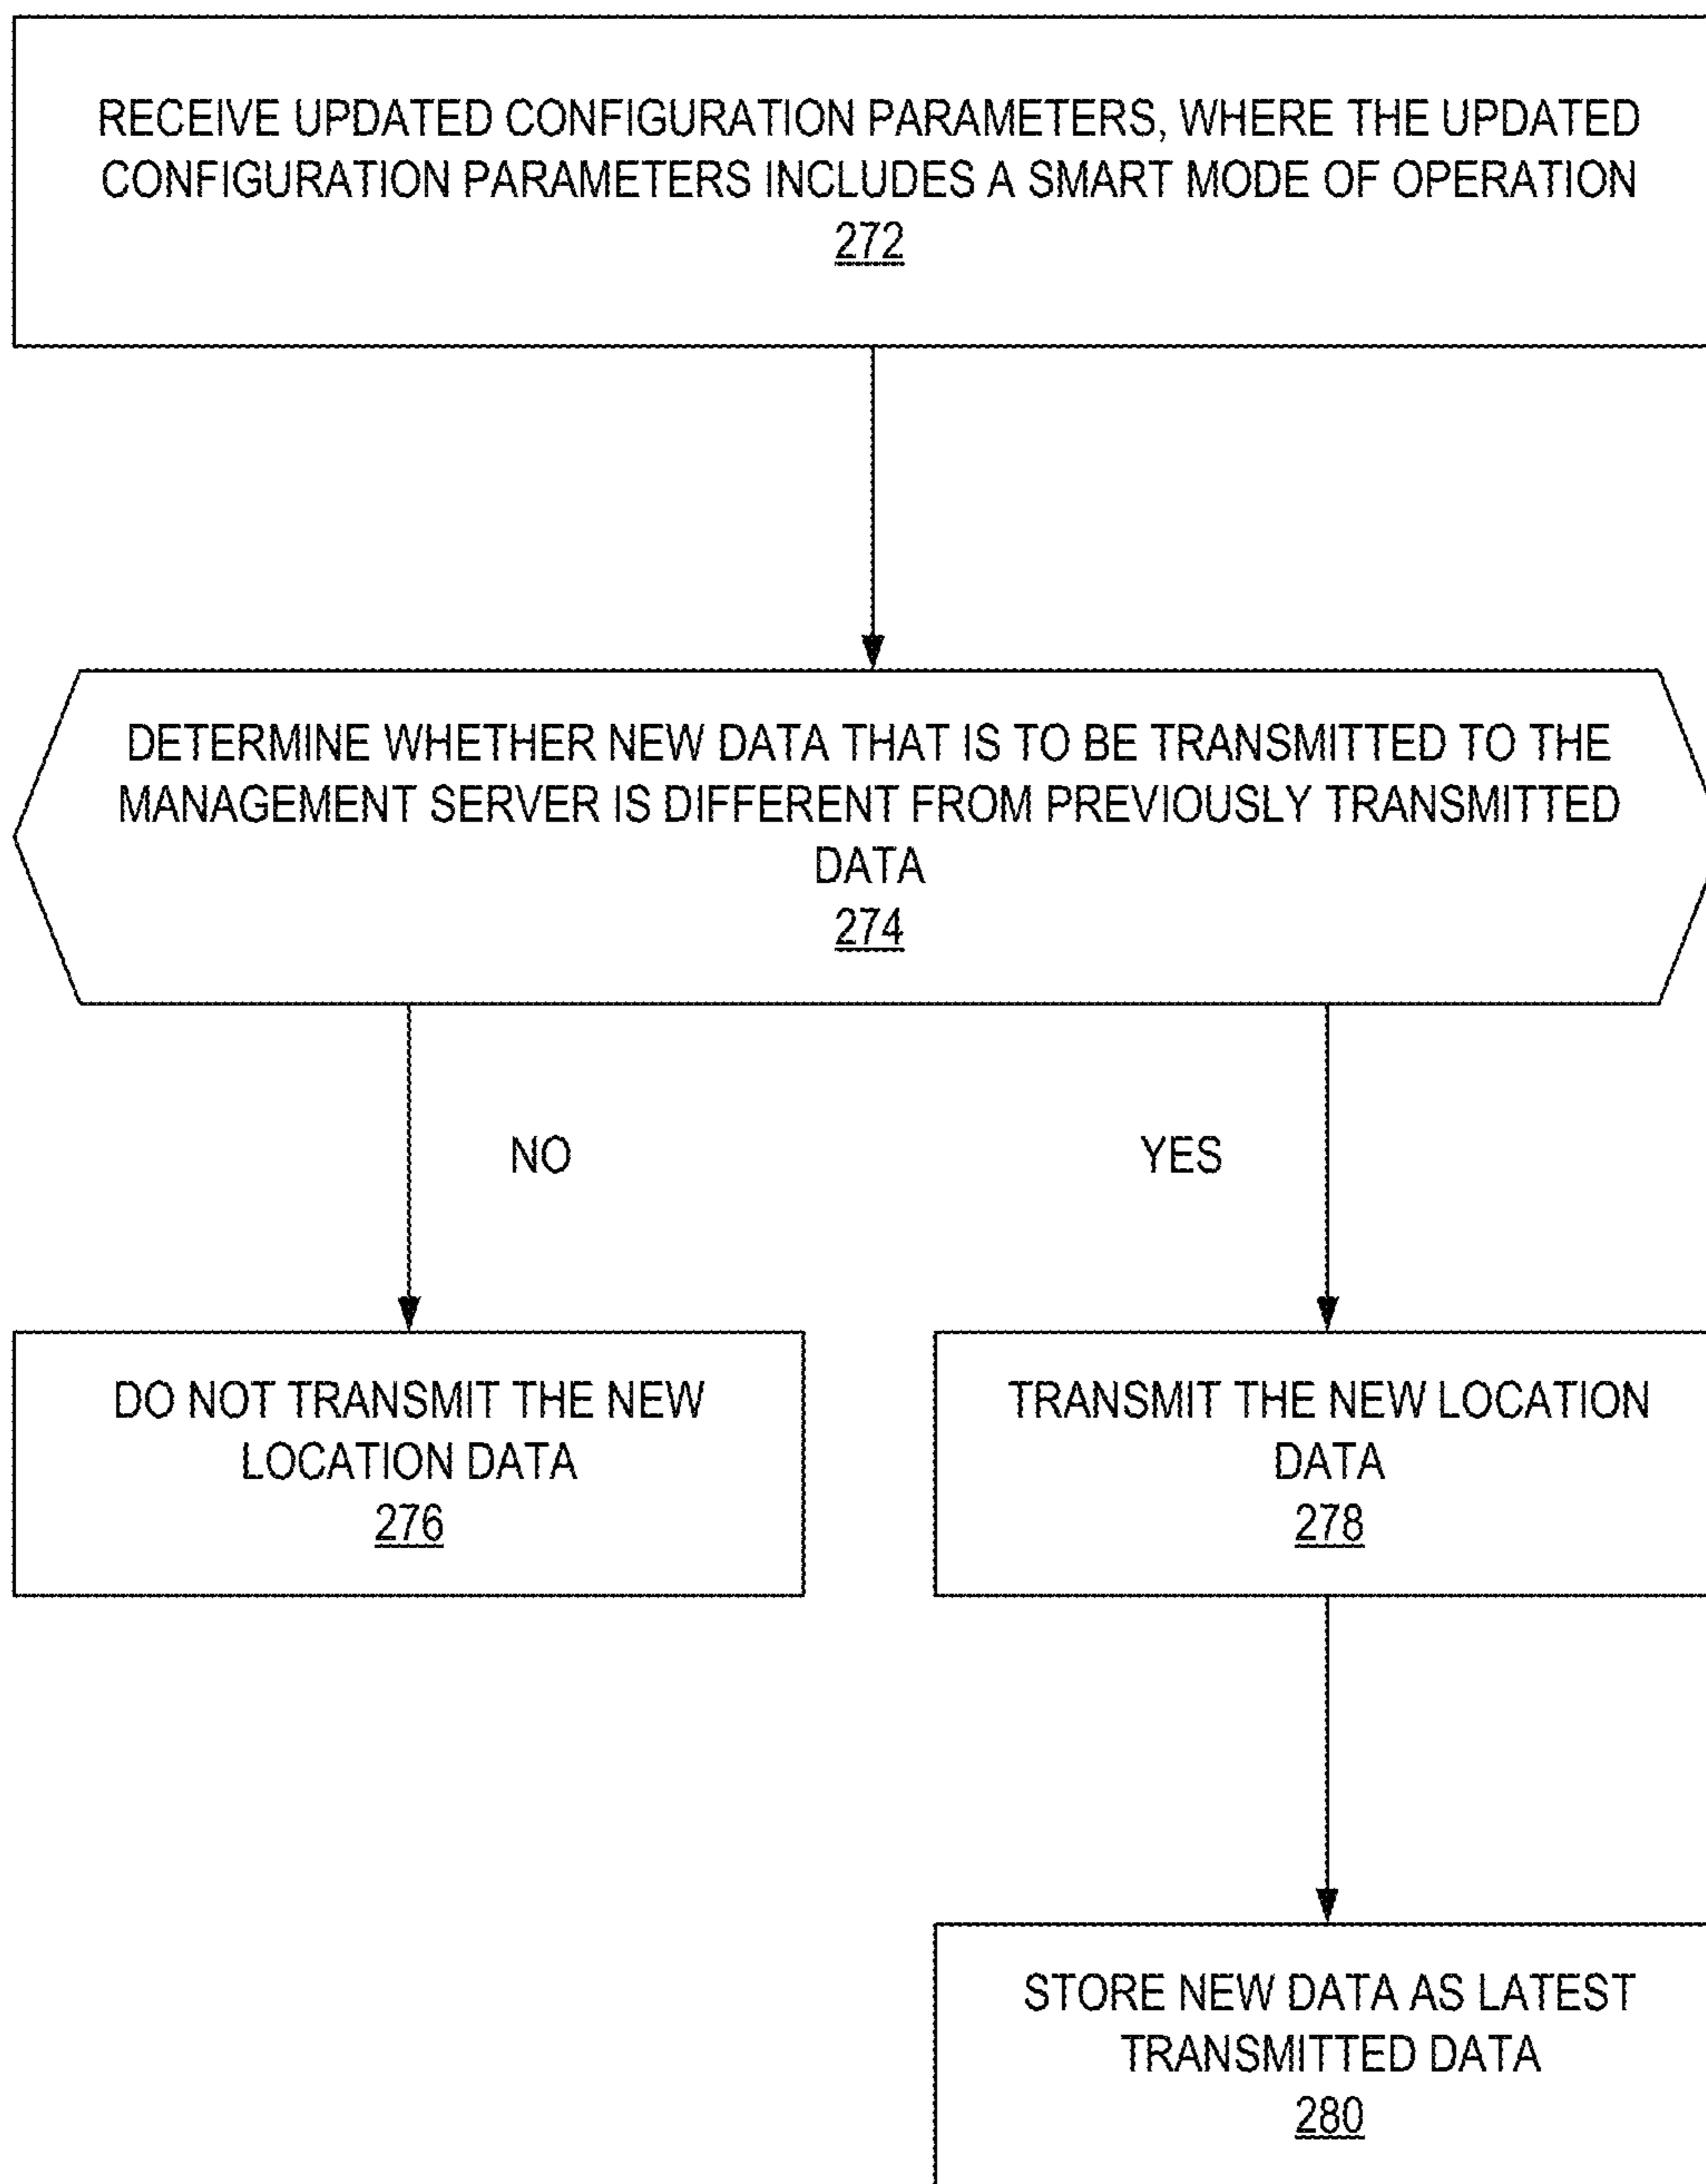 RECEIVE UPDATED CONFIGURATION PARAMETERS, WHERE THE UPDATED
CONFIGURATION PARAMETERS INCLUDES A SMART MODE OF OPERATION
272
DETERMINE WHETHER NEW DATA THAT IS TO BE TRANSMITTED TO THE
MANAGEMENT SERVER IS DIFFERENT FROM PREVIOUSLY TRANSMITTED
DATA
274
NO
YES
DO NOT TRANSMIT THE NEW
LOCATION DATA
276
TRANSMIT THE NEW LOCATION
DATA
278
STORE NEW DATA AS LATEST
TRANSMITTED DATA
280